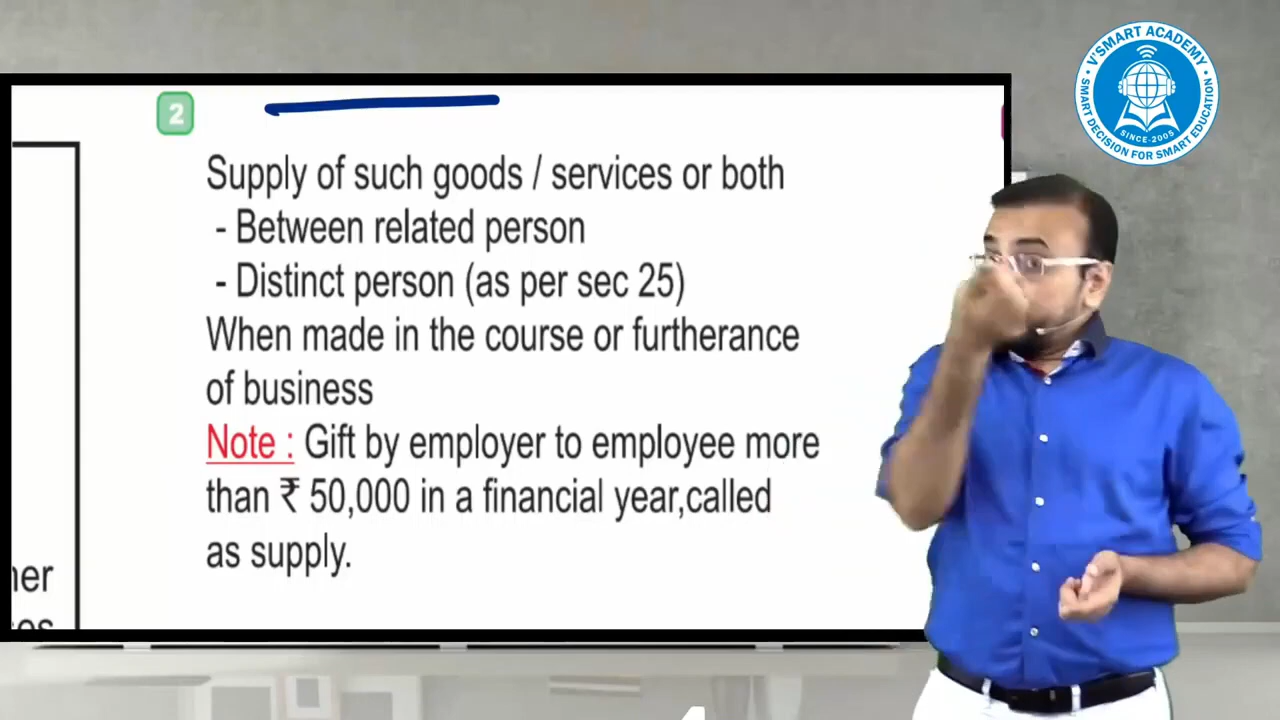 V'SMART ACADEMY
SMART DECISION FOR SMART EDUCATION
SINCE-2005
2
Supply of such goods / services or both
- Between related person
- Distinct person (as per sec 25)
When made in the course or furtherance
of business
Note : Gift by employer to employee more
than ₹ 50,000 in a financial year,called
as supply.